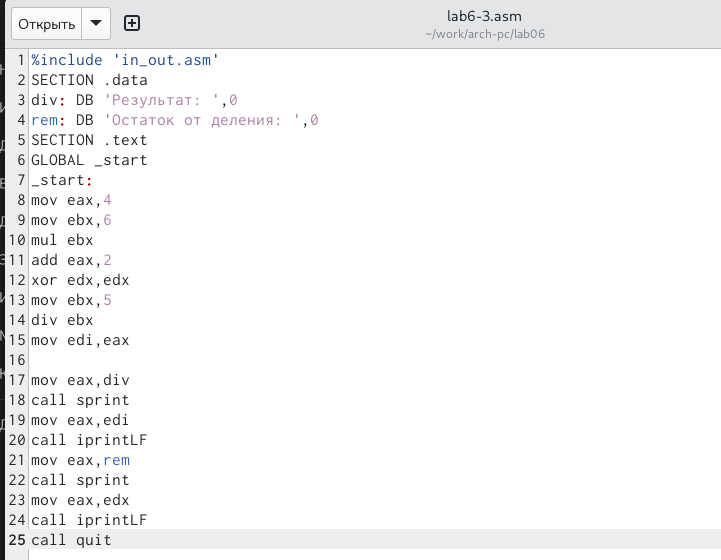 Открыть
lab6-3.asm
~/work/arch-pc/lab06
1 %include 'in_out.asm'
2 SECTION .data
3 div: DB 'Результат: ',0
4 rem: DB 'Остаток от деления: ',0
5 SECTION .text
6 GLOBAL _start
7 _start:
8 mov eax,4
9 mov ebx,6
10 mul ebx
11 add eax,2
12 xor edx,edx
13 mov ebx,5
14 div ebx
15 mov edi,eax
16
17 mov eax,div
18 call sprint
19 mov eax,edi
20 call iprintLF
21 mov eax,rem
22 call sprint
23 mov eax,edx
24 call iprintLF
25 call quit